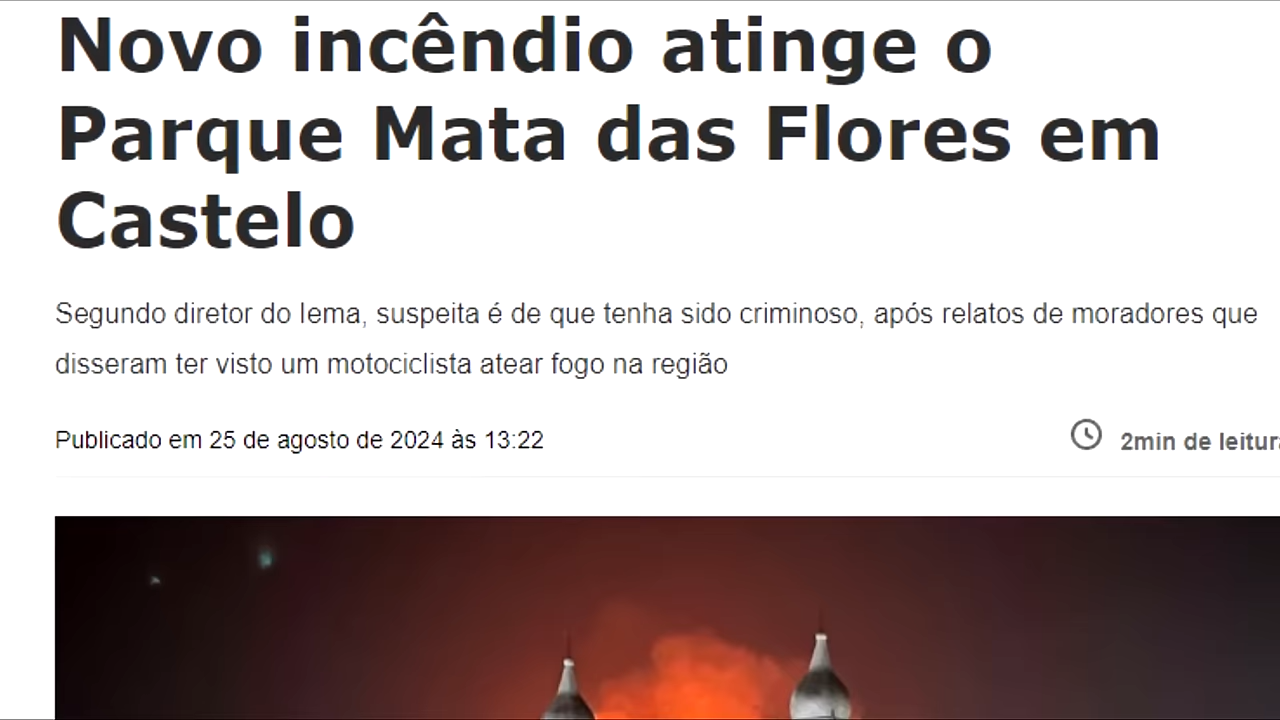 Novo incêndio atinge o
Parque Mata das Flores em
Castelo
Segundo diretor do Iema, suspeita é de que tenha sido criminoso, após relatos de moradores que
disseram ter visto um motociclista atear fogo na região
Publicado em 25 de agosto de 2024 às 13:22
2min de leitura